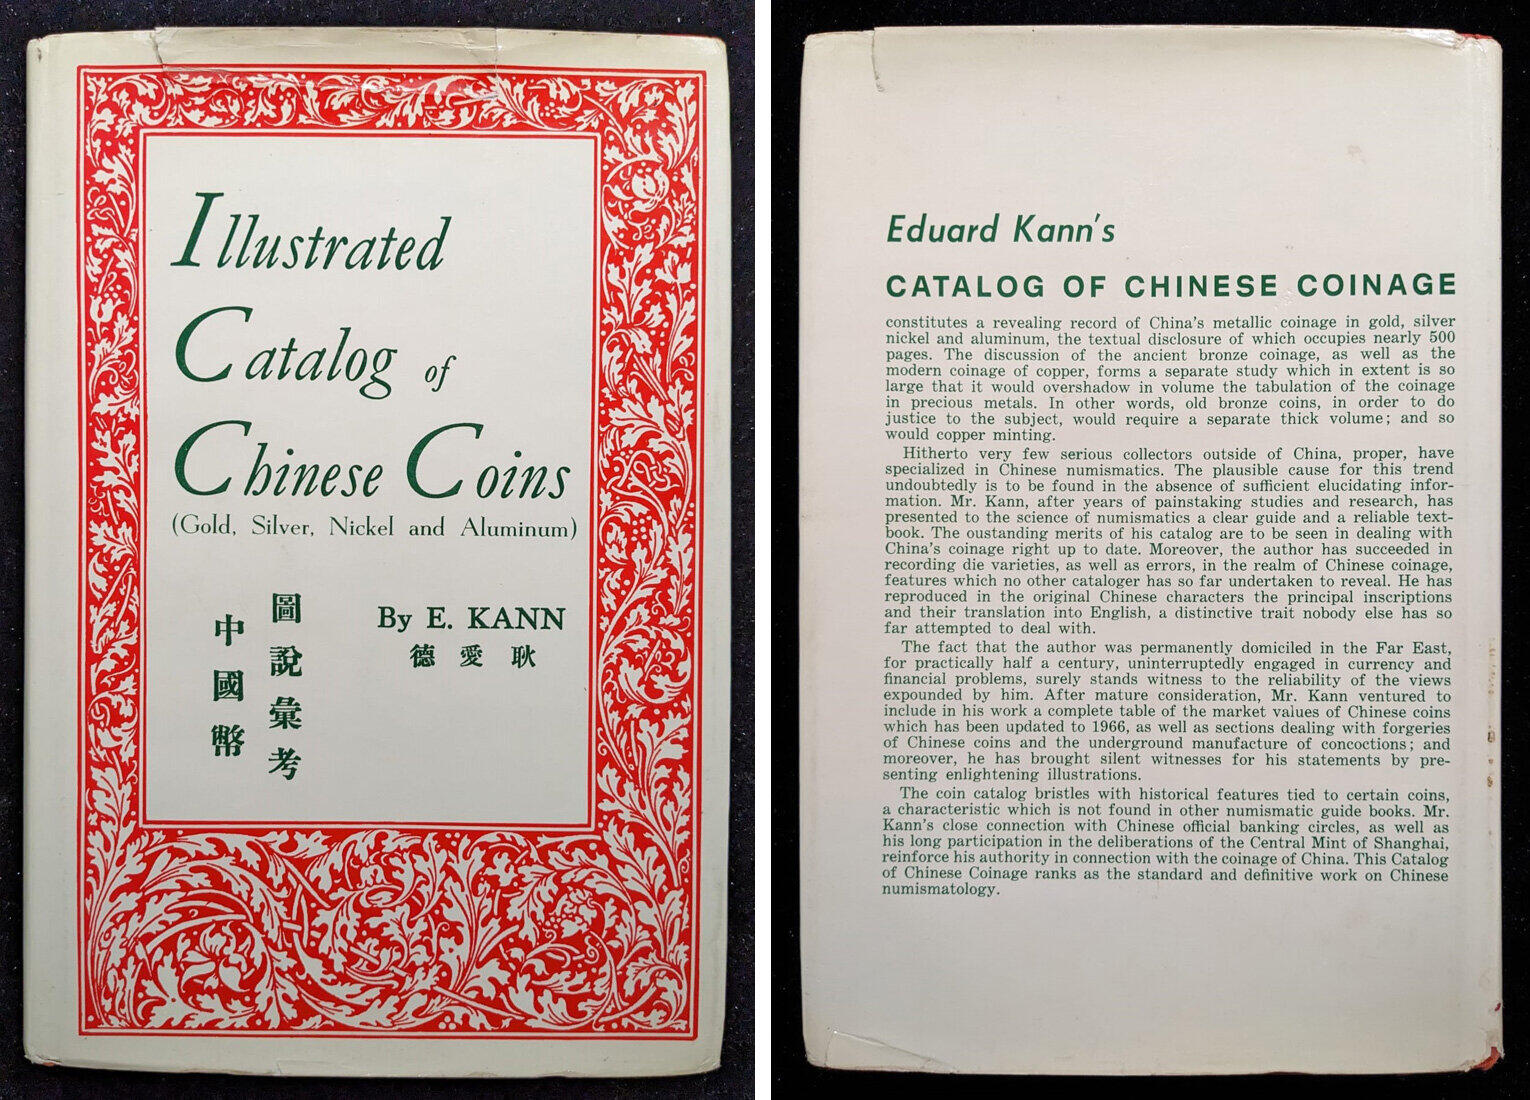 Illustrated
Catalog of
Chinese Coins
(Gold, Silver, Nickel and Aluminum)
中國幣
圖說彙考
By E. KANN
德愛耿
Eduard Kann's
CATALOG OF CHINESE COINAGE
constitutes a revealing record of China's metallic coinage in gold, silver
nickel and aluminum, the textual disclosure of which occupies nearly 500
pages. The discussion of the ancient bronze coinage, as well as the
modern coinage of copper, forms a separate study which in extent is so
large that it would overshadow in volume the tabulation of the coinage
in precious metals. In other words, old bronze coins, in order to do
justice to the subject, would require a separate thick volume; and so
would copper minting.
Hitherto very few serious collectors outside of China, proper, have
specialized in Chinese numismatics. The plausible cause for this trend
undoubtedly is to be found in the absence of sufficient elucidating infor-
mation. Mr. Kann, after years of painstaking studies and research, has
presented to the science of numismatics a clear guide and a reliable text-
book. The oustanding merits of his catalog are to be seen in dealing with
China's coinage right up to date. Moreover, the author has succeeded in
recording die varieties, as well as errors, in the realm of Chinese coinage,
features which no other cataloger has so far undertaken to reveal. He has
reproduced in the original Chinese characters the principal inscriptions
and their translation into English, a distinctive trait nobody else has so
far attempted to deal with.
The fact that the author was permanently domiciled in the Far East,
for practically half a century, uninterruptedly engaged in currency and
financial problems, surely stands witness to the reliability of the views
expounded by him. After mature consideration, Mr. Kann ventured to
include in his work a complete table of the market values of Chinese coins
which has been updated to 1966, as well as sections dealing with forgeries
of Chinese coins and the underground manufacture of concoctions; and
moreover, he has brought silent witnesses for his statements by pre-
senting enlightening illustrations.
The coin catalog bristles with historical features tied to certain coins,
a characteristic which is not found in other numismatic guide books. Mr.
Kann's close connection with Chinese official banking circles, as well as
his long participation in the deliberations of the Central Mint of Shanghai,
reinforce his authority in connection with the coinage of China. This Catalog
of Chinese Coinage ranks as the standard and definitive work on Chinese
numismatology.